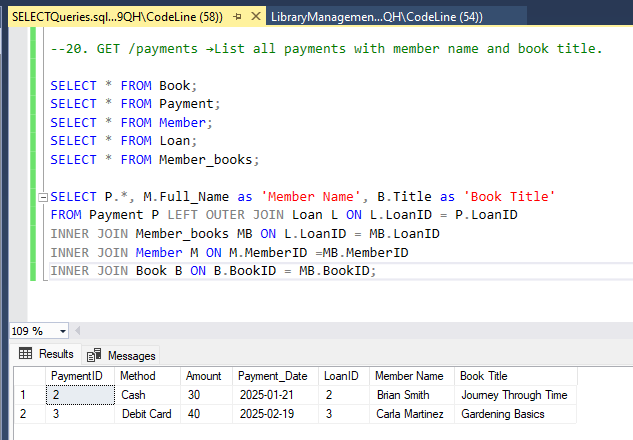 SELECTQueries.sql...9QH\CodeLine (58))
LibraryManagemen...QH\CodeLine (54))
--20. GET /payments →List all payments with member name and book title.
SELECT * FROM Book;
SELECT * FROM Payment;
SELECT * FROM Member;
SELECT * FROM Loan;
SELECT * FROM Member_books;
SELECT P.*, M.Full_Name as 'Member Name', B.Title as 'Book Title'
FROM Payment P LEFT OUTER JOIN Loan L ON L.LoanID = P.LoanID
INNER JOIN Member_books MB ON L.LoanID = MB.LoanID
INNER JOIN Member M ON M.MemberID =MB.MemberID
INNER JOIN Book B ON B.BookID = MB.BookID;
109 %
Results Messages
PaymentID Method Amount Payment_Date LoanID Member Name Book Title
1 2 Cash 30 2025-01-21 2 Brian Smith Journey Through Time
2 3 Debit Card 40 2025-02-19 3 Carla Martinez Gardening Basics